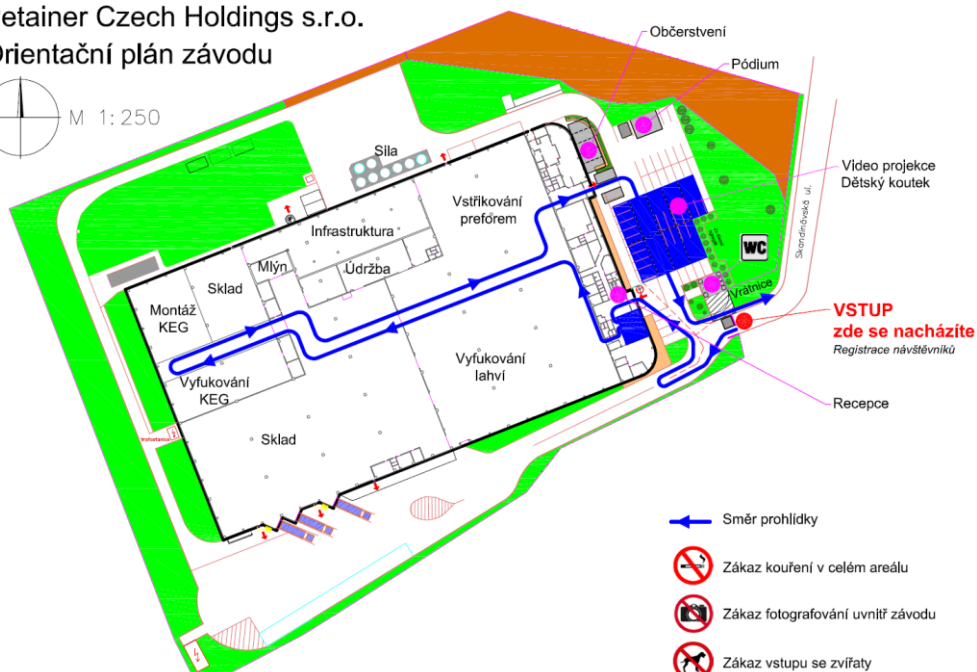 etainer Czech Holdings s.r.o.
Orientační plán závodu
M 1:250
Občerstvení
Pódium
Sila
Video projekce
Dětský koutek
Vstřikování
preforem
Infrastruktura
Skandinávská ul.
WC
Mlýn
Údržba
Sklad
Montáž
KEG
Vrátnice
VSTUP
zde se nacházíte
Registrace návštěvníků
Vyfukování
lahví
Vyfukování
KEG
Recepce
Sklad
Směr prohlídky
Zákaz kouření v celém areálu
Zákaz fotografování uvnitř závodu
Zákaz vstupu se zvířaty